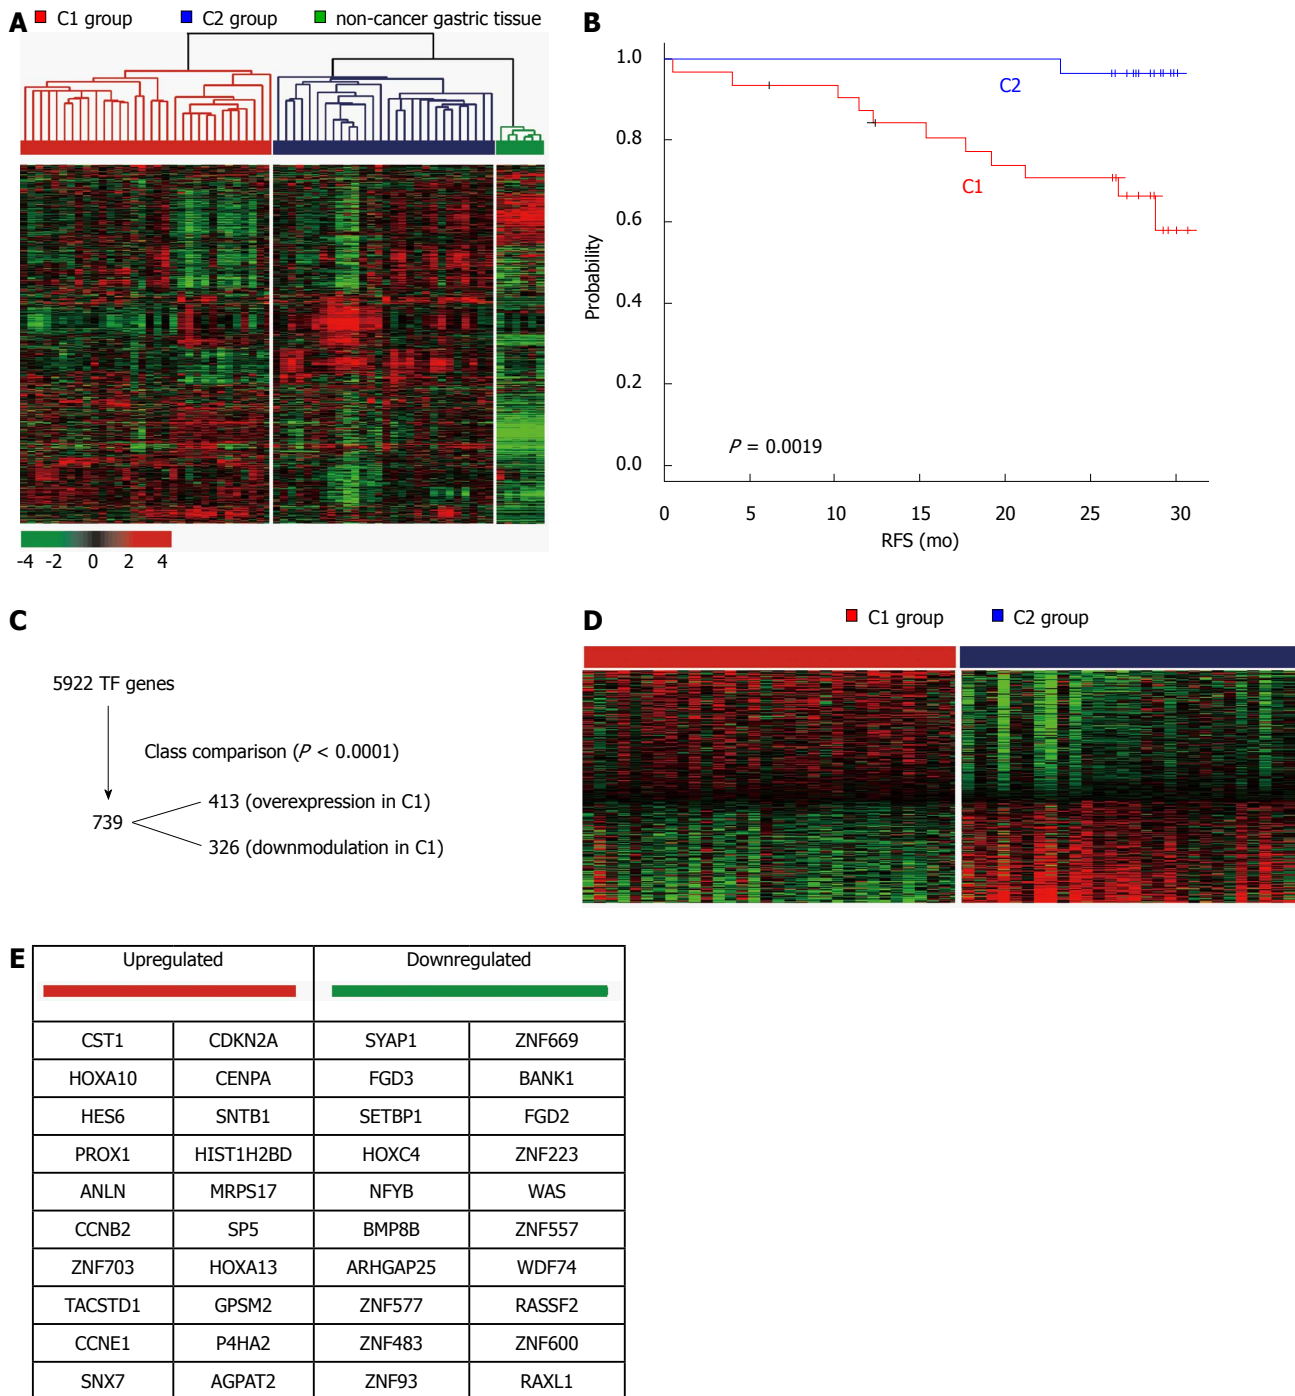 A
C1 group
C2 group
non-cancer gastric tissue
-4 -2 0 2 4
B
1.0
0.8
0.6
0.4
0.2
0.0
Probability
C2
C1
P = 0.0019
0 5 10 15 20 25 30
RFS (mo)
C
5922 TF genes
Class comparison (P < 0.0001)
739
413 (overexpression in C1)
326 (downmodulation in C1)
D
C1 group
C2 group
E
Upregulated Downregulated
CST1 CDKN2A SYAP1 ZNF669
HOXA10 CENPA FGD3 BANK1
HES6 SNTB1 SETBP1 FGD2
PROX1 HIST1H2BD HOXC4 ZNF223
ANLN MRPS17 NFYB WAS
CCNB2 SP5 BMP8B ZNF557
ZNF703 HOXA13 ARHGAP25 WDF74
TACSTD1 GPSM2 ZNF577 RASSF2
CCNE1 P4HA2 ZNF483 ZNF600
SNX7 AGPAT2 ZNF93 RAXL1